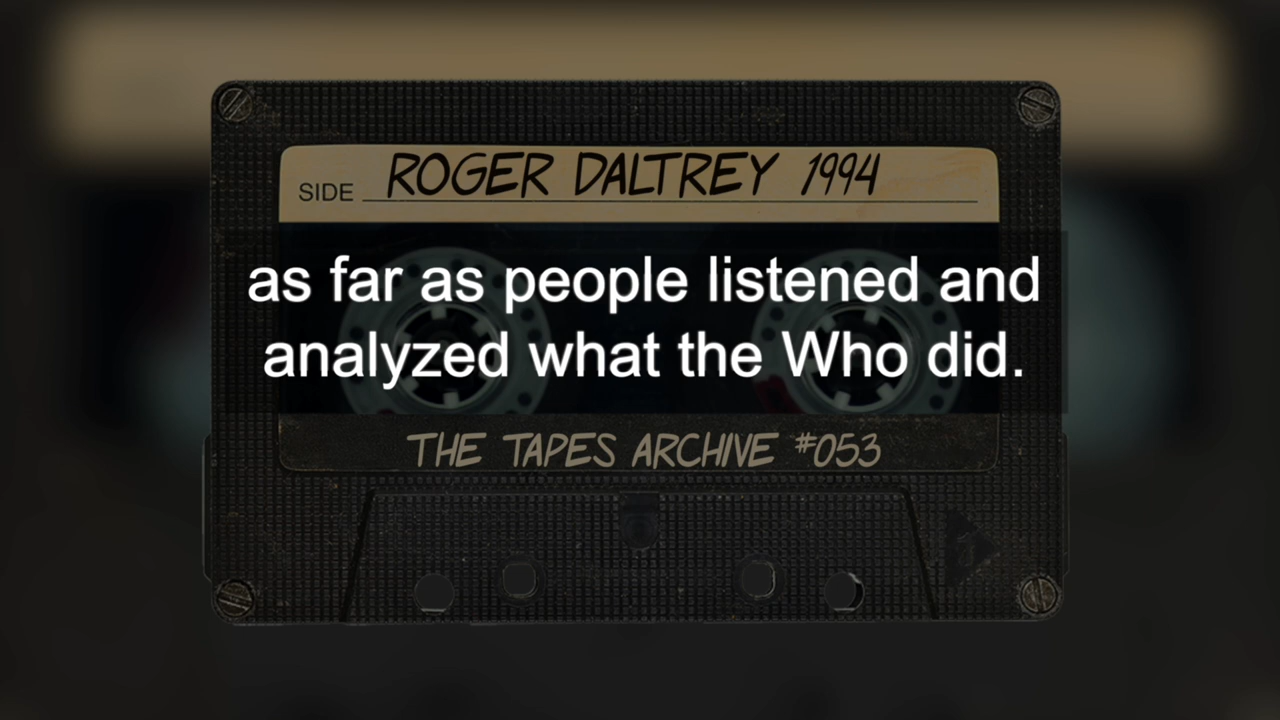 ROGER DALTREY 1994
SIDE
as far as people listened and
analyzed what the Who did.
THE TAPES ARCHIVE #053